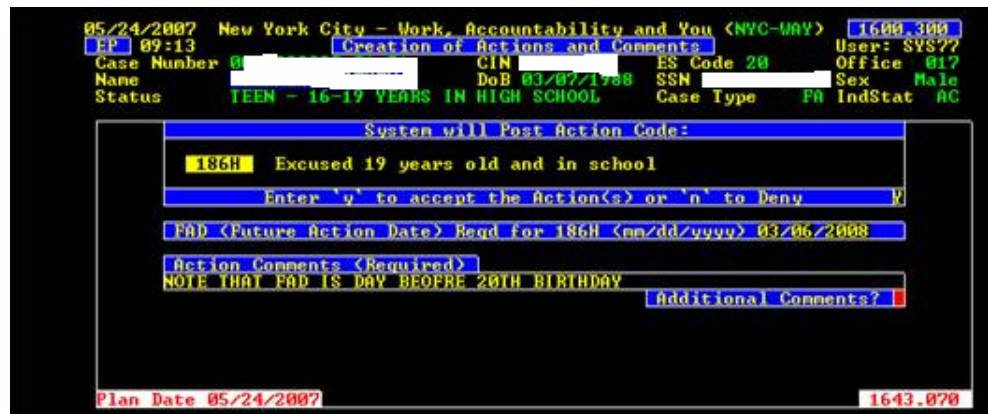 05/24/2007 New York City - Work, Accountability and You (NYC-WAY) 1600.300
EP 09:13 Creation of Actions and Comments User: SYS77
Case Number 0 CIN ES Code 20 Office 017
Name DoB 03/07/1988 SSN Sex Male
Status TEEN - 16-19 YEARS IN HIGH SCHOOL Case Type FA IndStat AC
System will Post Action Code:
186H Excused 19 years old and in school
Enter 'y' to accept the Action(s) or 'n' to Deny Y
FAD (Future Action Date) Reqd for 186H (mm/dd/yyyy) 03/06/2008
Action Comments (Required)
NOTE THAT FAD IS DAY BEOFRE 20TH BIRTHDAY
Additional Comments?
Plan Date 05/24/2007 1643.070